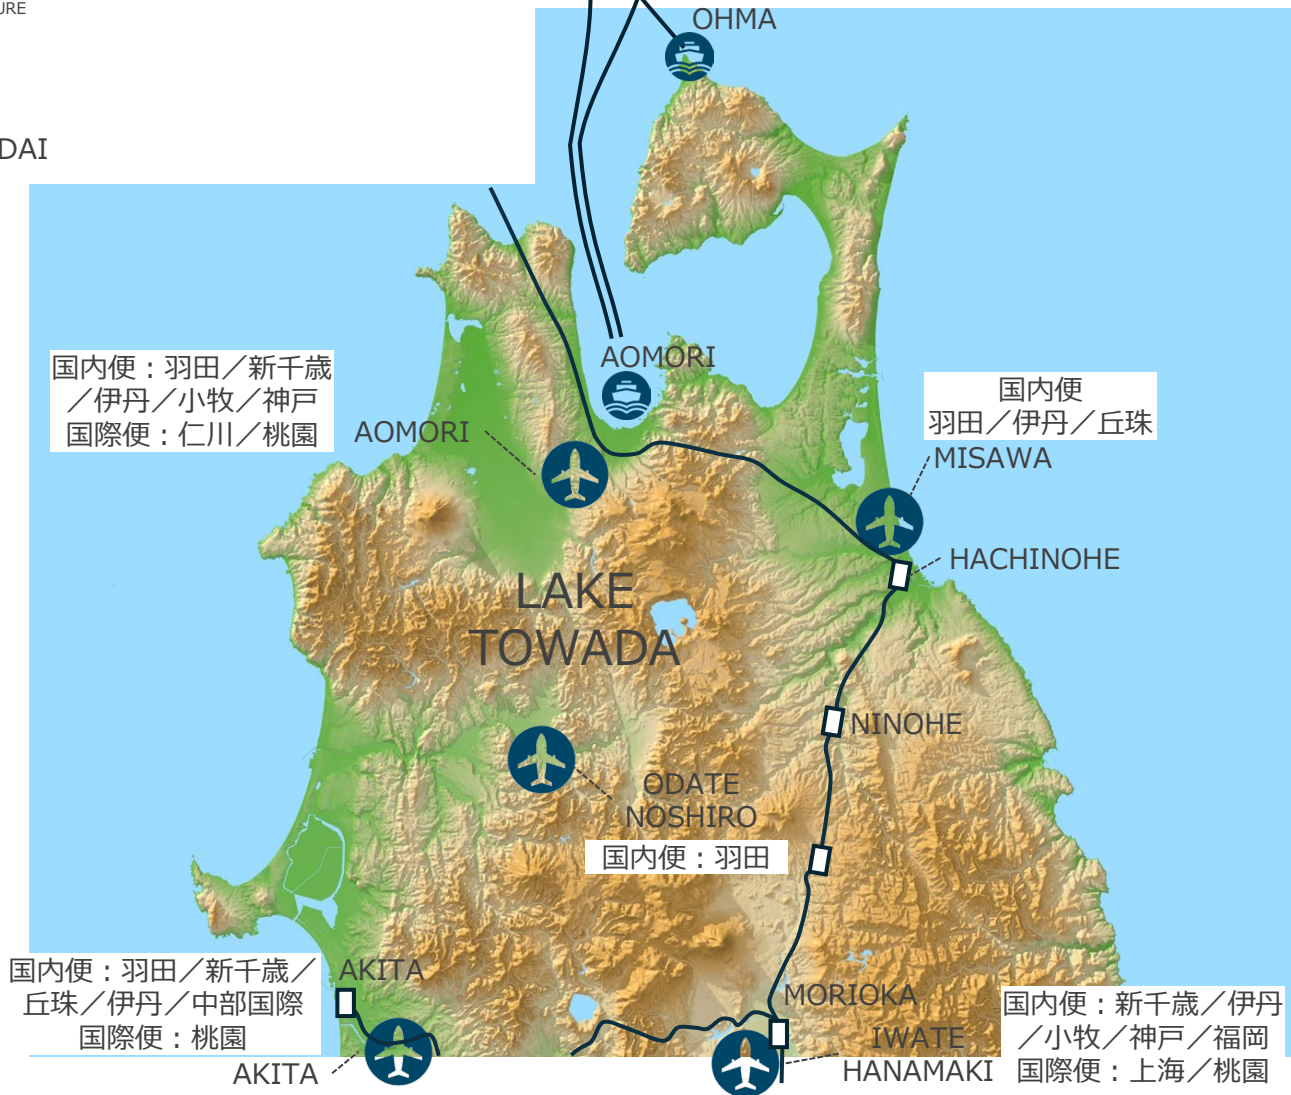 URE
OHMA
DAI
AOMORI
国内便：羽田／新千歳
／伊丹／小牧／神戸
国際便：仁川／桃園
AOMORI
国内便
羽田／伊丹／丘珠
MISAWA
HACHINOHE
LAKE
TOWADA
NINOHE
ODATE
NOSHIRO
国内便：羽田
国内便：羽田／新千歳／
丘珠／伊丹／中部国際
国際便：桃園
AKITA
AKITA
MORIOKA
IWATE
HANAMAKI
国内便：新千歳／伊丹
／小牧／神戸／福岡
国際便：上海／桃園